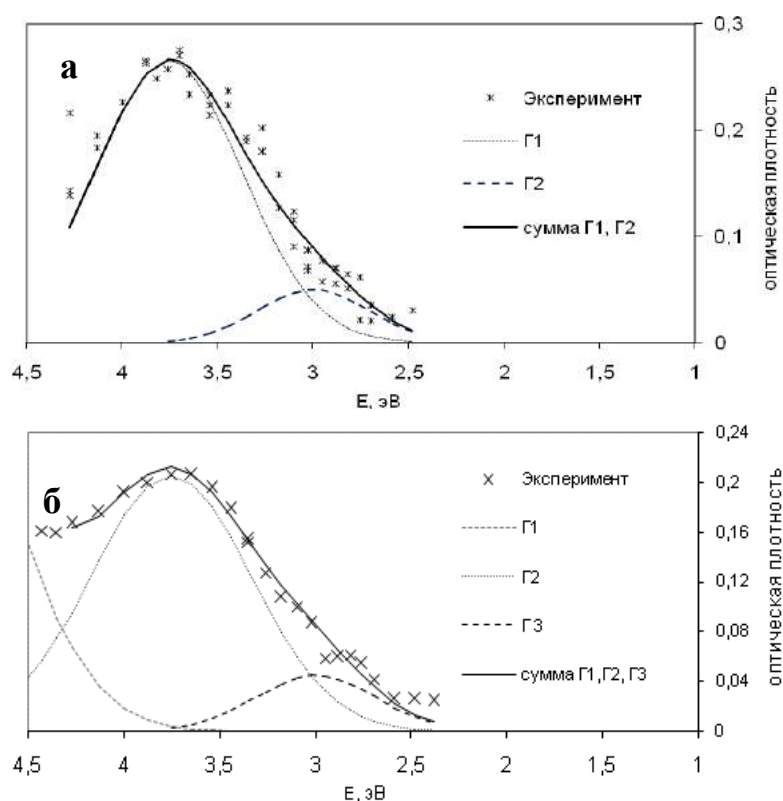 а
0,3
Эксперимент
Г1
0,2
Г2
сумма Г1, Г2
0,1
0
оптическая плотность
4,5 4 3,5 3 2,5 2 1,5 1
Е, эВ
б
0,24
Эксперимент
0,2
0,16
Г1
0,12
Г2
Г3
0,08
сумма Г1,Г2, Г3
0,04
0
оптическая плотность
4,5 4 3,5 3 2,5 2 1,5 1
Е, эВ